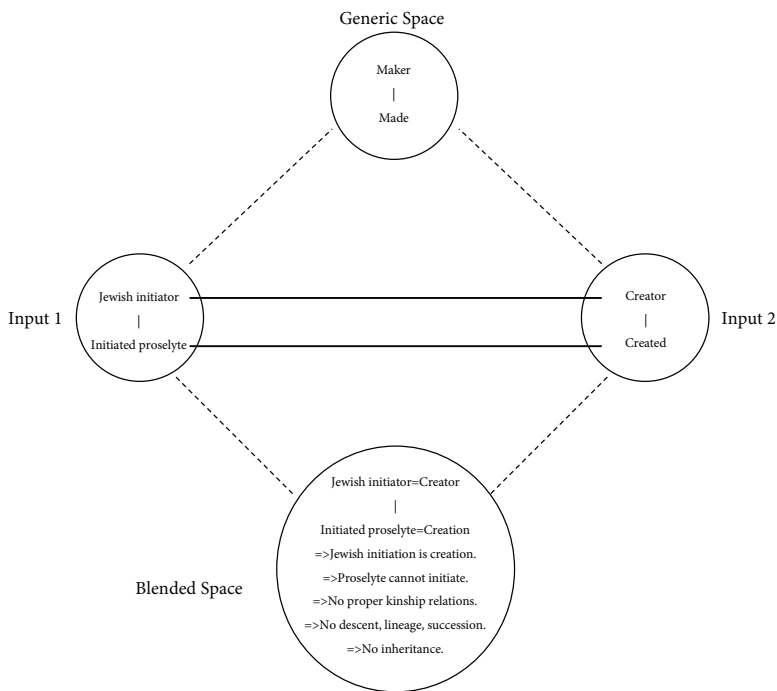 Generic Space
Maker
|
Made
Input 1
Jewish initiator
|
Initiated proselyte
Creator
|
Created
Input 2
Blended Space
Jewish initiator=Creator
|
Initiated proselyte=Creation
=>Jewish initiation is creation.
=>Proselyte cannot initiate.
=>No proper kinship relations.
=>No descent, lineage, succession.
=>No inheritance.